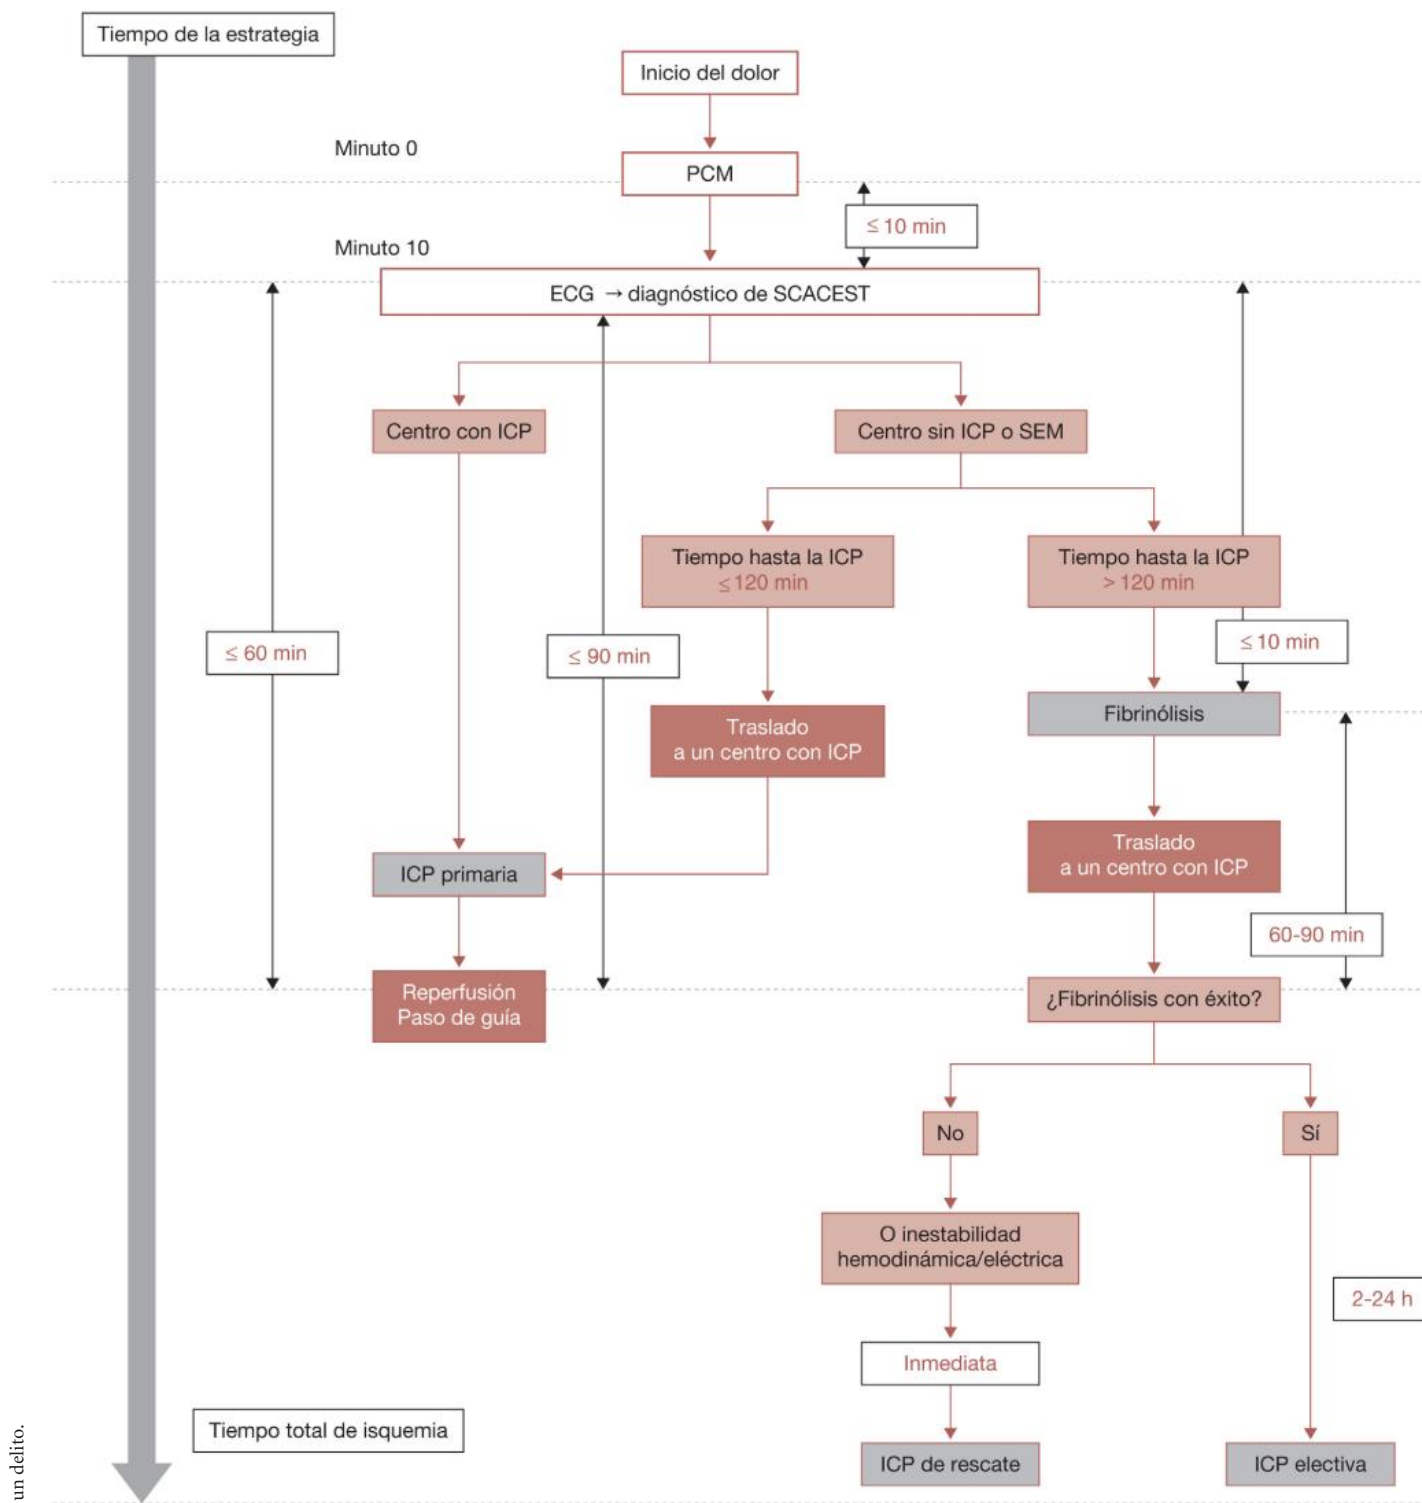 Tiempo de la estrategia
Inicio del dolor
Minuto 0
PCM
≤ 10 min
Minuto 10
ECG → diagnóstico de SCACEST
Centro con ICP
Centro sin ICP o SEM
Tiempo hasta la ICP
≤ 120 min
Tiempo hasta la ICP
> 120 min
≤ 60 min
≤ 90 min
≤ 10 min
Traslado
a un centro con ICP
Fibrinólisis
Traslado
a un centro con ICP
ICP primaria
60-90 min
Reperfusión
Paso de guía
¿Fibrinólisis con éxito?
No
Sí
O inestabilidad
hemodinámica/eléctrica
2-24 h
Inmediata
Tiempo total de isquemia
ICP de rescate
ICP electiva
un delito.